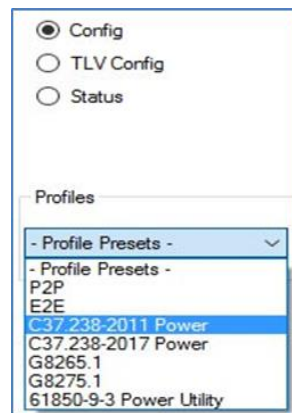 Config
TLV Config
Status
Profiles
- Profile Presets -
- Profile Presets -
P2P
E2E
C37.238-2011 Power
C37.238-2017 Power
G8265.1
G8275.1
61850-9-3 Power Utility